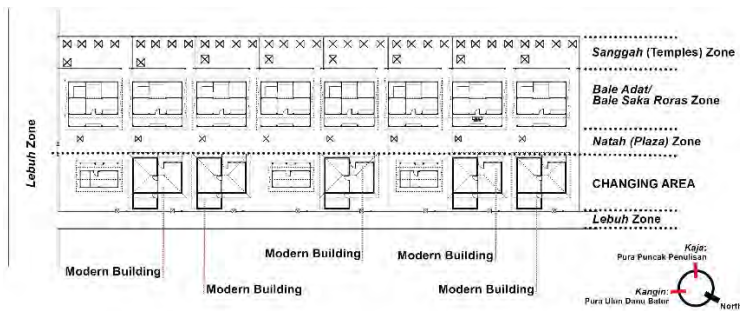 Sanggah (Temples) Zone
Bale Adat/
Bale Saka Roras Zone
Natah (Plaza) Zone
CHANGING AREA
Lebuh Zone
Lebuh Zone
Modern Building
Modern Building
Modern Building
Modern Building
Modern Building
Kaja:
Pura Puncak Penulisan
Kangin:
Pura Ulan Danu Batur
North